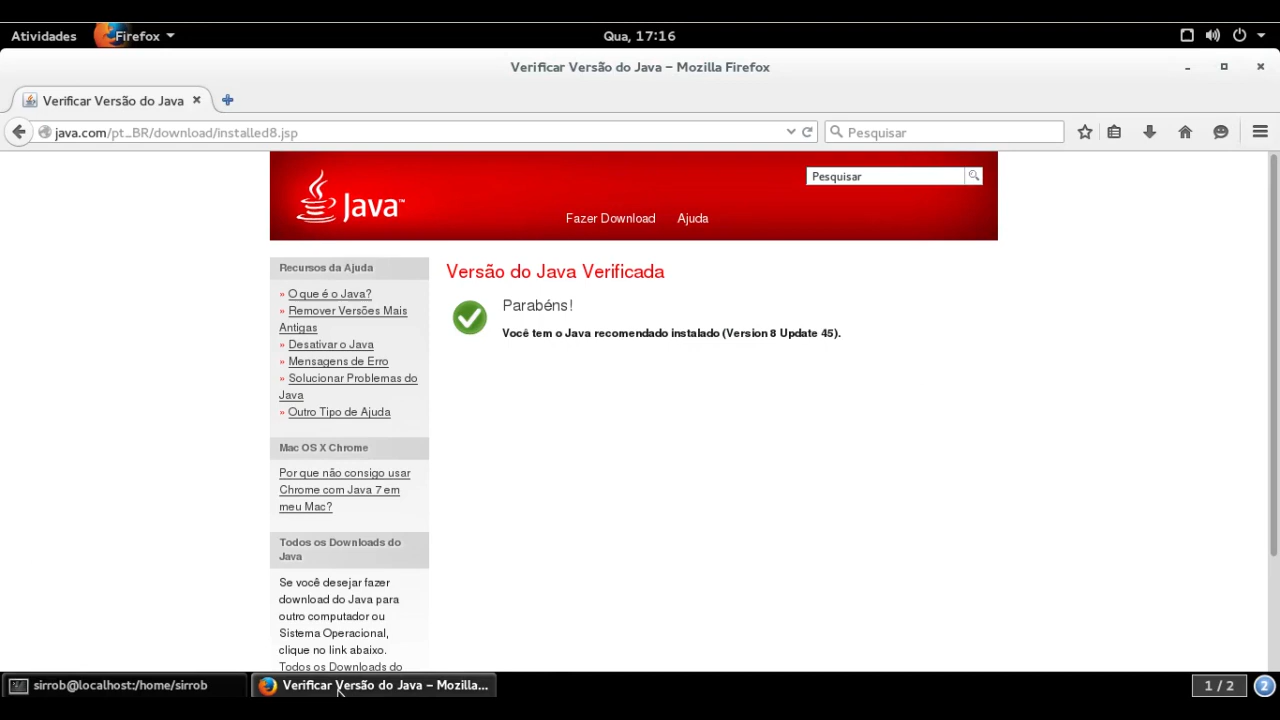 Atividades
Firefox
Qua, 17:16
Verificar Versão do Java – Mozilla Firefox
Verificar Versão do Java
java.com/pt_BR/download/installed8.jsp
Pesquisar
Java™
Pesquisar
Fazer Download
Ajuda
Recursos da Ajuda
» O que é o Java?
» Remover Versões Mais
Antigas
» Desativar o Java
» Mensagens de Erro
» Solucionar Problemas do
Java
» Outro Tipo de Ajuda
Mac OS X Chrome
Por que não consigo usar
Chrome com Java 7 em
meu Mac?
Todos os Downloads do
Java
Se você desejar fazer
download do Java para
outro computador ou
Sistema Operacional,
clique no link abaixo.
Todos os Downloads do
Versão do Java Verificada
Parabéns!
Você tem o Java recomendado instalado (Version 8 Update 45).
sirrob@localhost:/home/sirrob
Verificar Versão do Java – Mozilla...
1 / 2
2